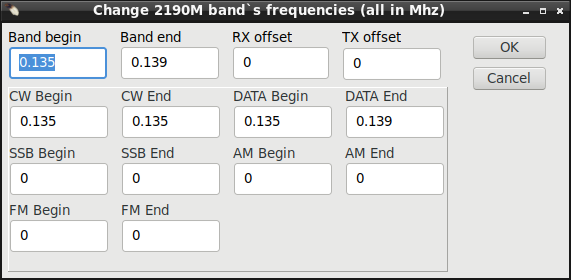 Change 2190M band`s frequencies (all in Mhz)
Band begin Band end RX offset TX offset OK
0.135 0.139 0 0 Cancel
CW Begin CW End DATA Begin DATA End
0.135 0.135 0.135 0.139
SSB Begin SSB End AM Begin AM End
0 0 0 0
FM Begin FM End
0 0